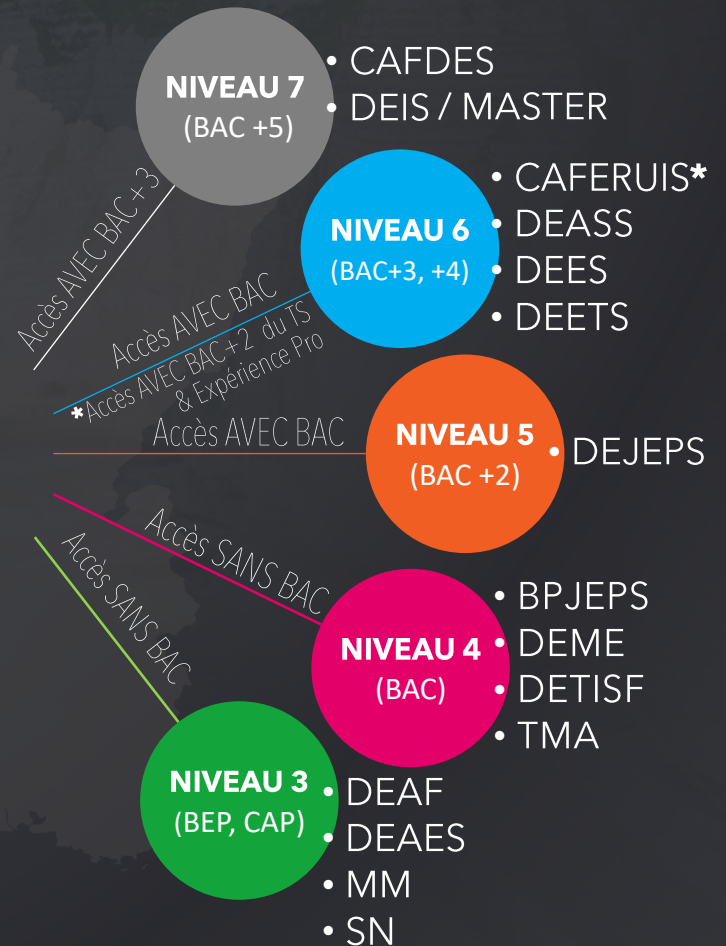 NIVEAU 7
(BAC +5)
• CAFDES
• DEIS / MASTER
Accès AVEC BAC + 3
NIVEAU 6
(BAC+3, +4)
• CAFERUIS*
• DEASS
• DEES
• DEETS
Accès AVEC BAC
*Accès AVEC BAC+2 du TS
& Expérience Pro
NIVEAU 5
(BAC +2)
• DEJEPS
Accès AVEC BAC
NIVEAU 4
(BAC)
• BPJEPS
• DEME
• DETISF
• TMA
Accès SANS BAC
NIVEAU 3
(BEP, CAP)
• DEAF
• DEAES
• MM
• SN
Accès SANS BAC